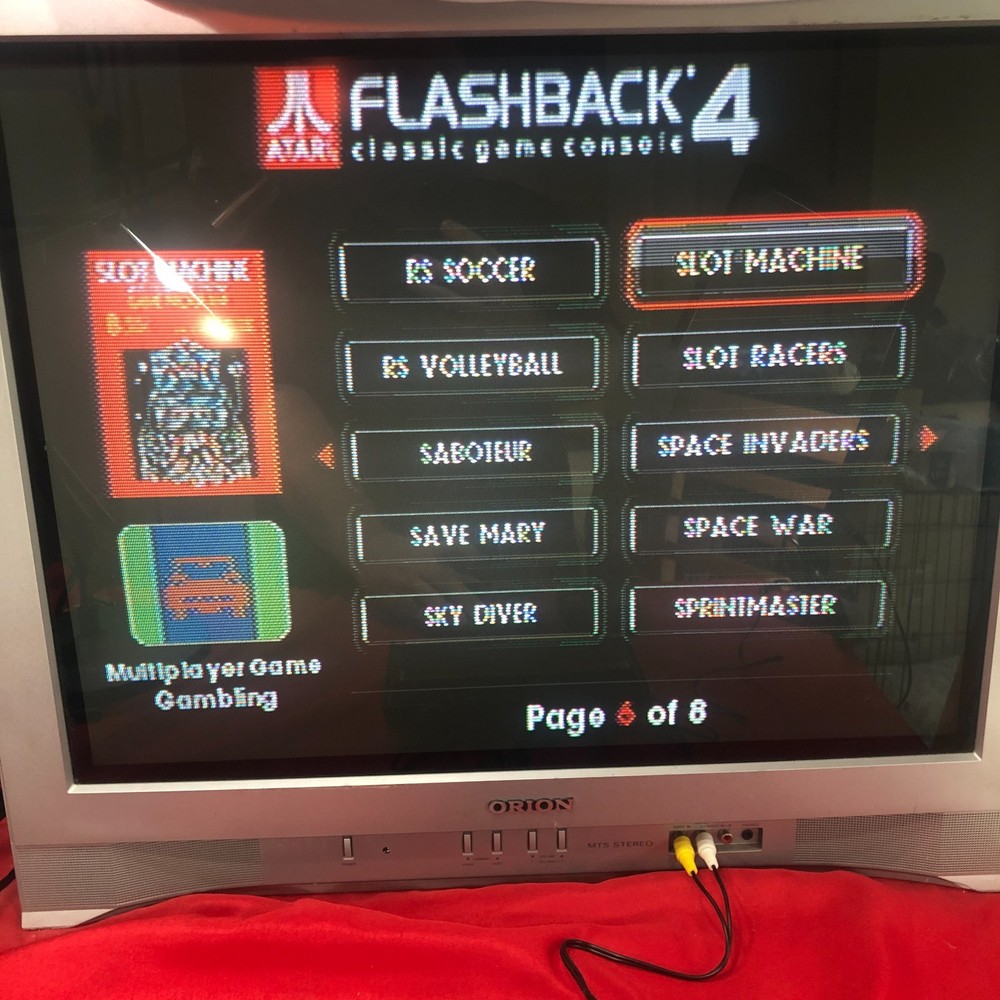 ATARI
FLASHBACK 4
classic game console
SLOT MACHINE
RS SOCCER
SLOT MACHINE
RS VOLLEYBALL
SLOT RACERS
SABOTEUR
SPACE INVADERS
SAVE MARY
SPACE WAR
SKY DIVER
SPRINTMASTER
Multiplayer Game
Gambling
Page 6 of 8
ORION
MTS STEREO